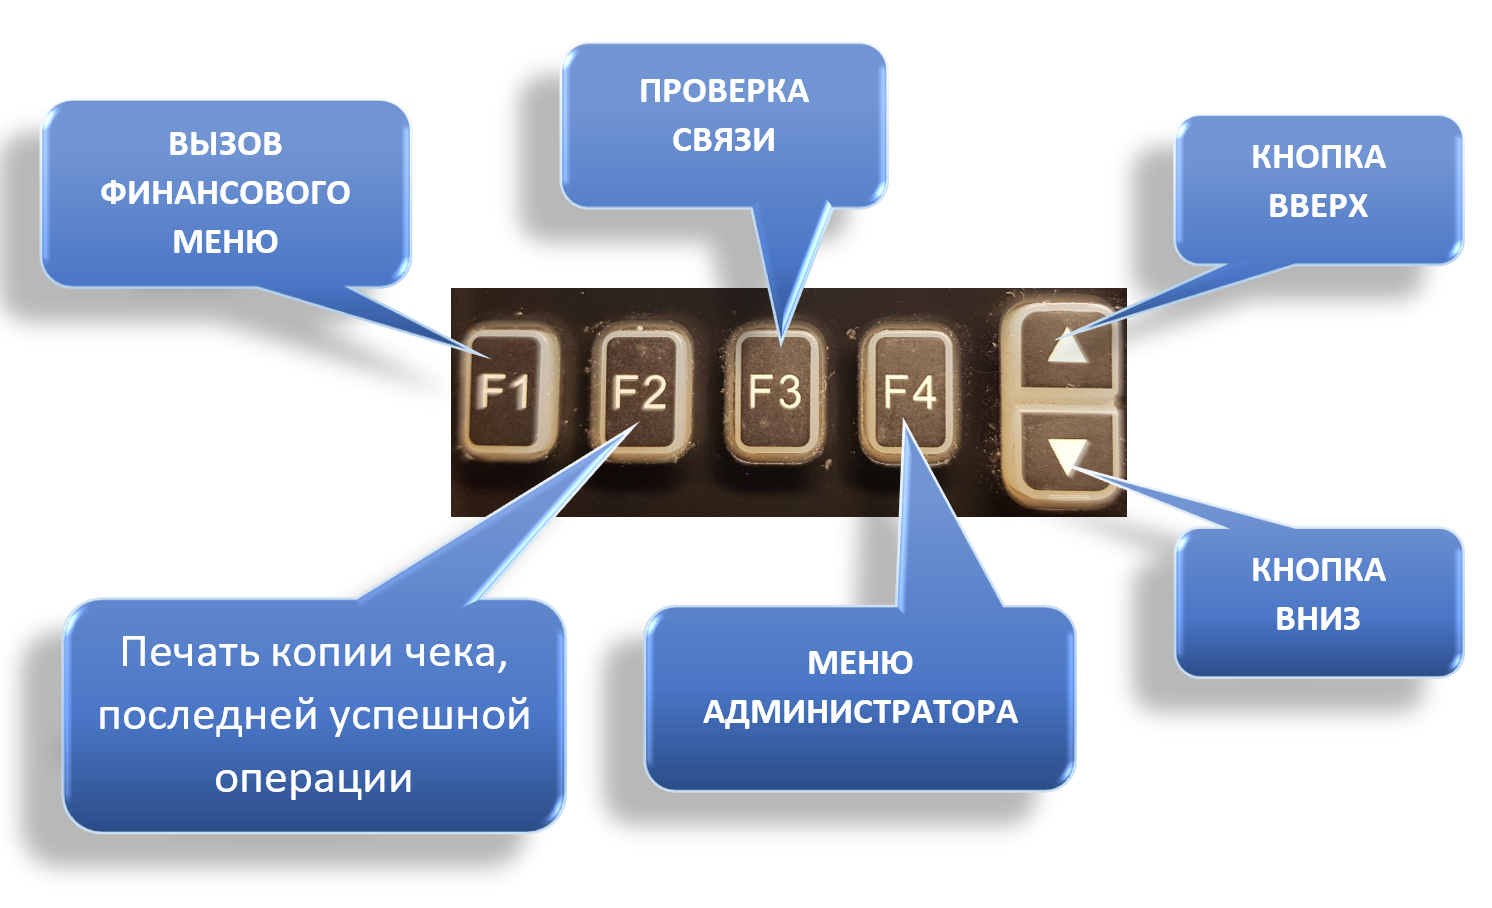 ПРОВЕРКА
СВЯЗИ
ВЫЗОВ
ФИНАНСОВОГО
МЕНЮ
КНОПКА
ВВЕРХ
F1
F2
F3
F4
КНОПКА
ВНИЗ
Печать копии чека,
последней успешной
операции
МЕНЮ
АДМИНИСТРАТОРА